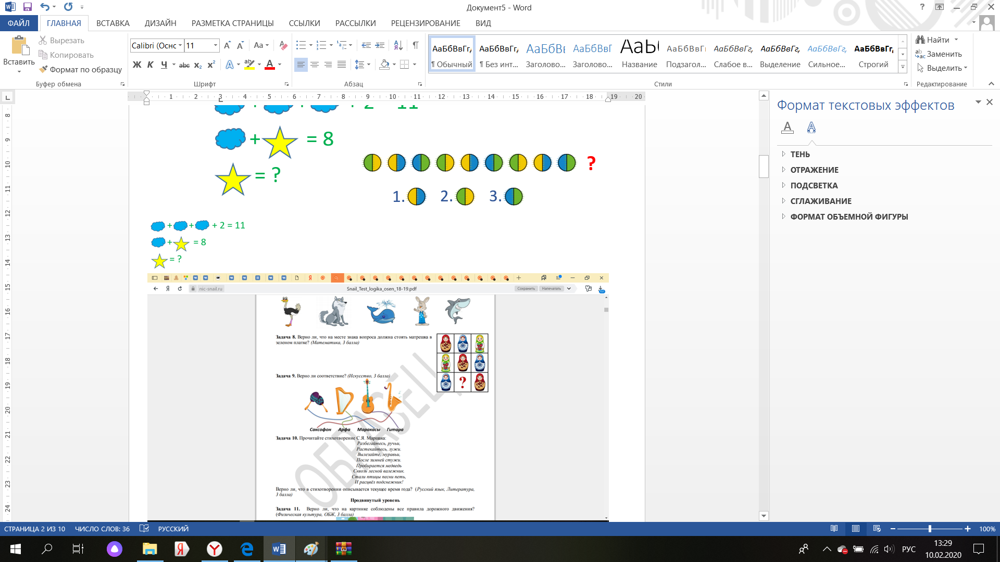 Документ5 - Word
ФАЙЛ ГЛАВНАЯ ВСТАВКА ДИЗАЙН РАЗМЕТКА СТРАНИЦЫ ССЫЛКИ РАССЫЛКИ РЕЦЕНЗИРОВАНИЕ ВИД
Вставить
Вырезать
Копировать
Формат по образцу
Буфер обмена
Calibri (Оснс 11
Ж К Ч abc x₂ x²
Шрифт
Абзац
АаБбВвГг, АаБбВвГг, АаБбВв АаБбВвГ АаЬ АаБбВвГг АаБбВвГг, АаБбВвГг, АаБбВвГг, АаБбВвГг,
¶ Обычный ¶ Без инт... Заголово... Заголово... Название Подзагол... Слабое в... Выделение Сильное... Строгий
Стили
Найти
Заменить
Выделить
Редактирование
1 2 3 4 5 6 7 8 9 10 11 12 13 14 15 16 17 18 19 20
8 9 10 11 12 13 14 15 16 17 18 19 20 21 22 23 24
+ + + 2 = 11
+ = 8
= ?
?
1. 2. 3.
+ + + 2 = 11
+ = 8
= ?
nic-snail.ru Snail_Test_logika_osen_18-19.pdf Сохранить Напечатать
Задача 8. Верно ли, что на месте знака вопроса должна стоять матрешка в
зеленом платке? (Математика, 3 балла)
?
Задача 9. Верно ли соответствие? (Искусство, 3 балла)
Саксофон Арфа Маракасы Гитара
ОБРАЗЕЦ
Задача 10. Прочитайте стихотворение С.Я. Маршака:
Разбегайтесь, ручьи,
Растекайтесь, лужи.
Вылезайте, муравьи,
После зимней стужи.
Пробирается медведь
Сквозь лесной валежник.
Стали птицы песни петь,
И расцвёл подснежник!
Верно ли, что в стихотворении описывается текущее время года? (Русский язык, Литература,
3 балла)
Продвинутый уровень
Задача 11. Верно ли, что на картинке соблюдены все правила дорожного движения?
(Физическая культура, ОБЖ, 3 балла)
Формат текстовых эффектов
ТЕНЬ
ОТРАЖЕНИЕ
ПОДСВЕТКА
СГЛАЖИВАНИЕ
ФОРМАТ ОБЪЕМНОЙ ФИГУРЫ
СТРАНИЦА 2 ИЗ 10 ЧИСЛО СЛОВ: 36 РУССКИЙ 100%
РУС
13:29
10.02.2020